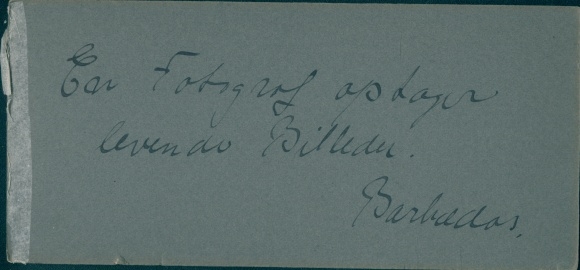 En Fotograf optager
levende Billeder.
Barbados.